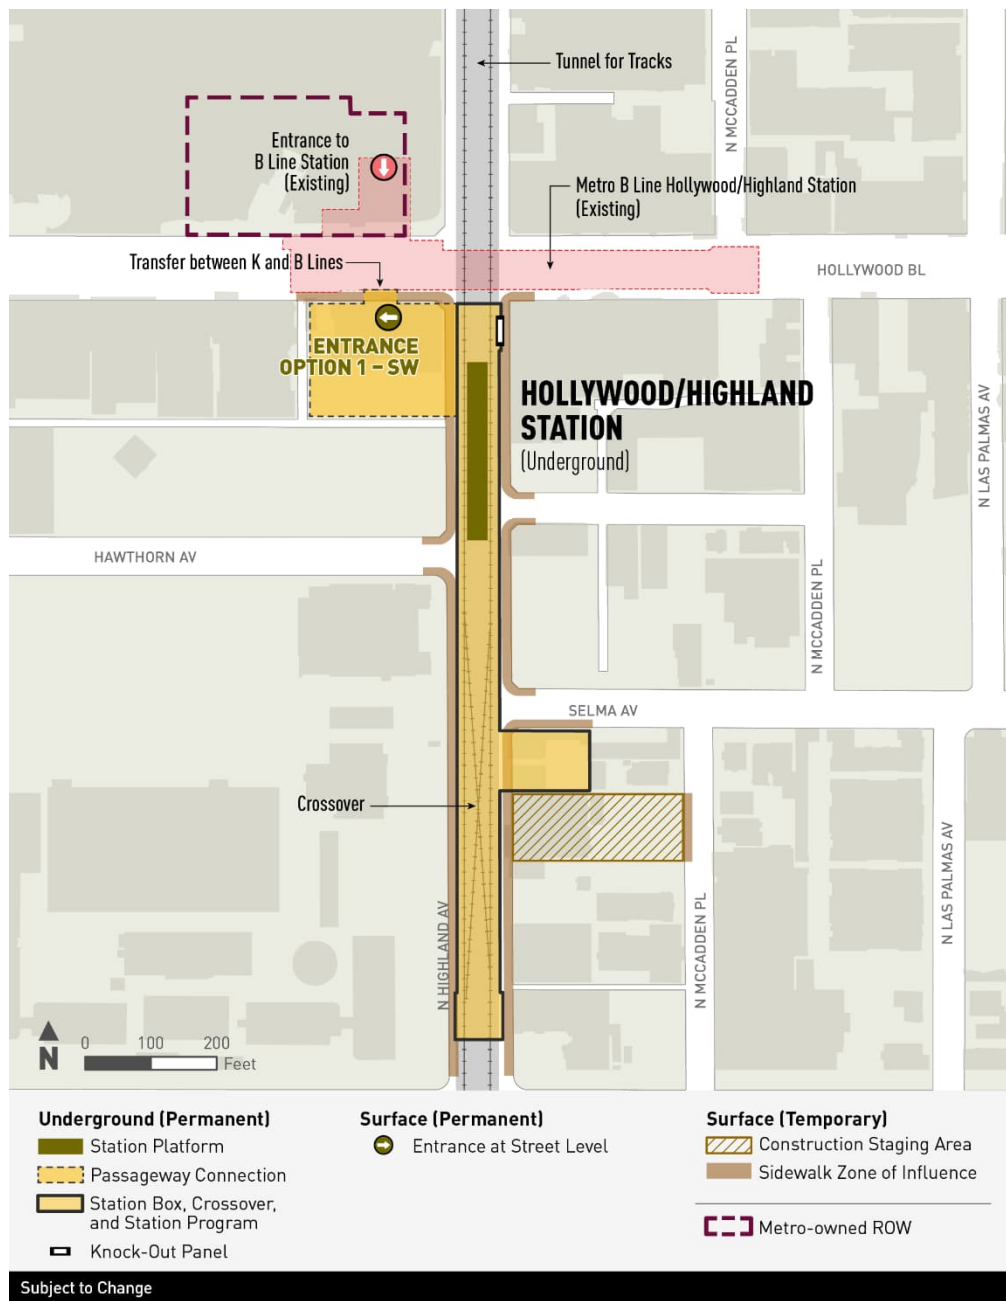 Tunnel for Tracks
N MCCADDEN PL
Entrance to
B Line Station
(Existing)
Metro B Line Hollywood/Highland Station
(Existing)
Transfer between K and B Lines
HOLLYWOOD BL
ENTRANCE
OPTION 1 – SW
HOLLYWOOD/HIGHLAND
STATION
(Underground)
N LAS PALMAS AV
HAWTHORN AV
N MCCADDEN PL
SELMA AV
Crossover
N HIGHLAND AV
N MCCADDEN PL
N LAS PALMAS AV
N
0 100 200
Feet
Underground (Permanent)
Station Platform
Passageway Connection
Station Box, Crossover,
and Station Program
Knock-Out Panel
Surface (Permanent)
Entrance at Street Level
Surface (Temporary)
Construction Staging Area
Sidewalk Zone of Influence
Metro-owned ROW
Subject to Change